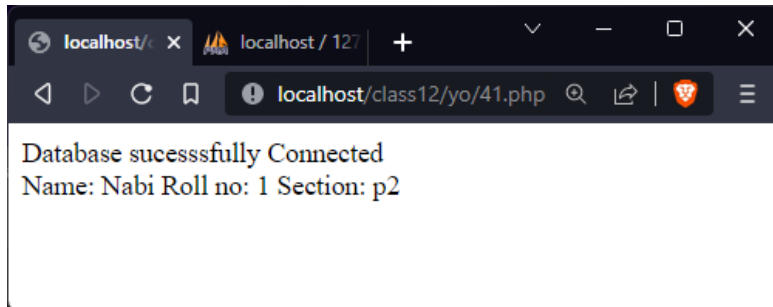 localhost/c
localhost / 127
localhost/class12/yo/41.php
Database sucesssfully Connected
Name: Nabi Roll no: 1 Section: p2